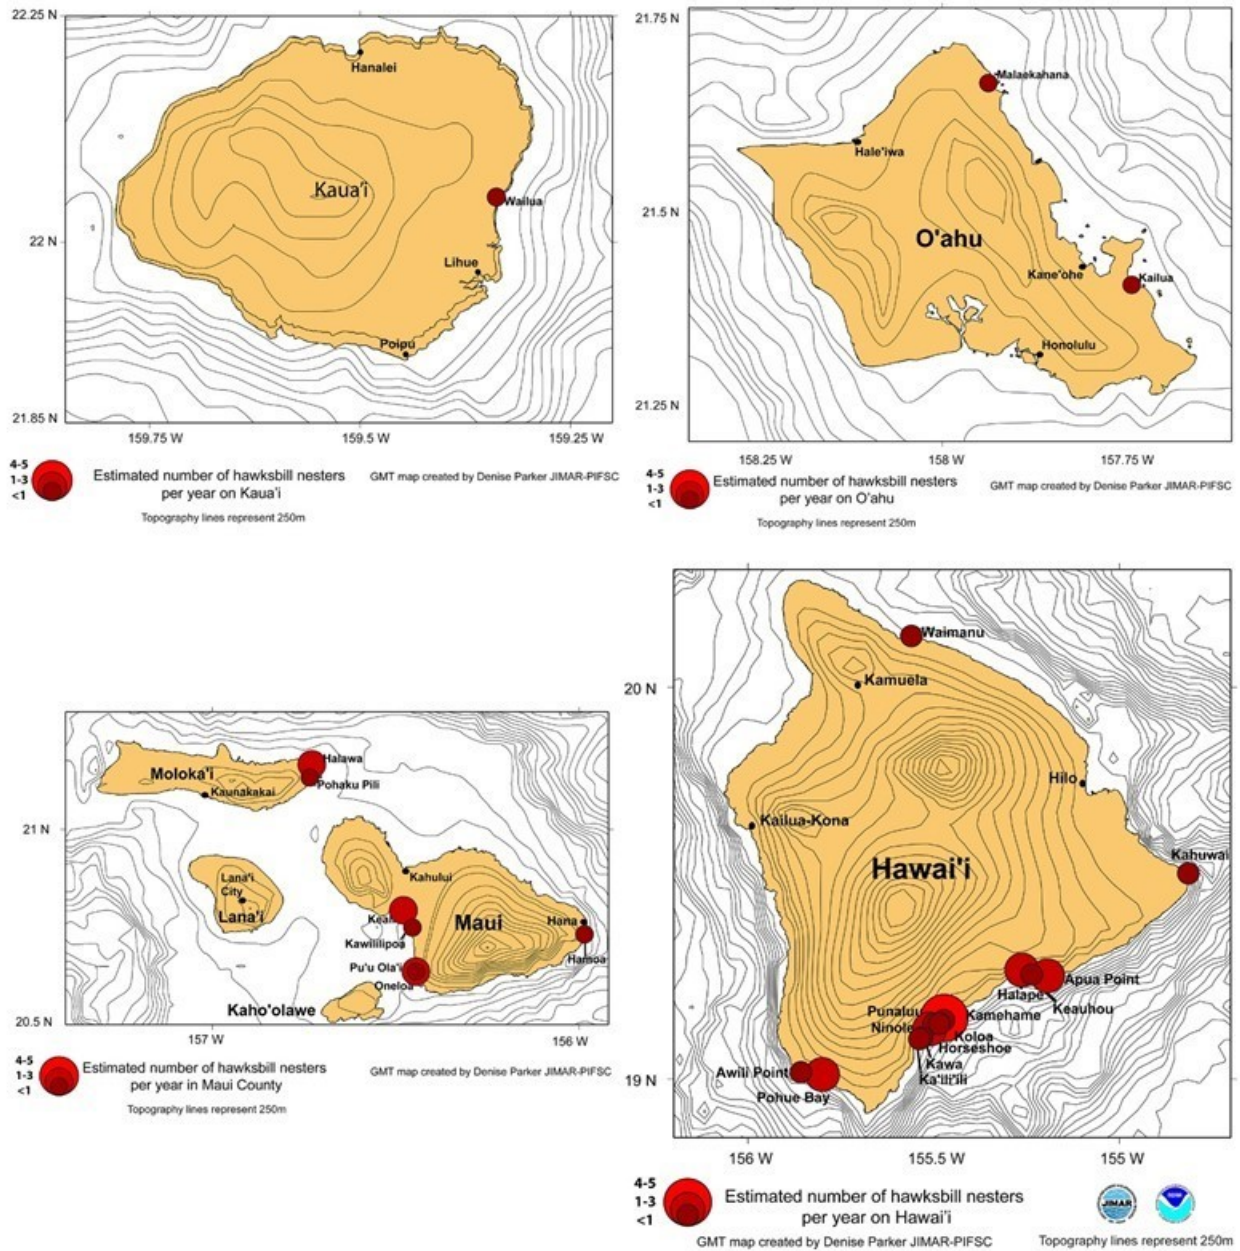 22.25 N
Hanalei
Kaua'i
Wailua
22 N
Lihue
Poipu
21.85 N
159.75 W
159.5 W
159.25 W
4-5
1-3
<1
Estimated number of hawksbill nesters
per year on Kaua'i
GMT map created by Denise Parker JIMAR-PIFSC
Topography lines represent 250m
21.75 N
Malaekahana
Hale'iwa
21.5 N
O'ahu
Kane'ohe
Kailua
Honolulu
21.25 N
158.25 W
158 W
157.75 W
4-5
1-3
<1
Estimated number of hawksbill nesters
per year on O'ahu
GMT map created by Denise Parker JIMAR-PIFSC
Topography lines represent 250m
Halawa
Moloka'i
Pohaku Pili
Kaunakakai
21 N
Kahului
Lana'i
City
Lana'i
Maui
Hana
Kawililipoa
Hamoa
Pu'u Ola'i
Oneloa
Kaho'olawe
20.5 N
157 W
156 W
4-5
1-3
<1
Estimated number of hawksbill nesters
per year in Maui County
GMT map created by Denise Parker JIMAR-PIFSC
Topography lines represent 250m
Waimanu
20 N
Kamuela
Hilo
Kailua-Kona
Kahuwai
Hawai'i
Apua Point
Halape
Keauhou
Punaluu
Kamehame
Ninole
Koloa
Horseshoe
Kawa
Ka'ili'ili
Awili Point
19 N
Pohue Bay
156 W
155.5 W
155 W
4-5
1-3
<1
Estimated number of hawksbill nesters
per year on Hawai'i
JIMAR
GMT map created by Denise Parker JIMAR-PIFSC
Topography lines represent 250m